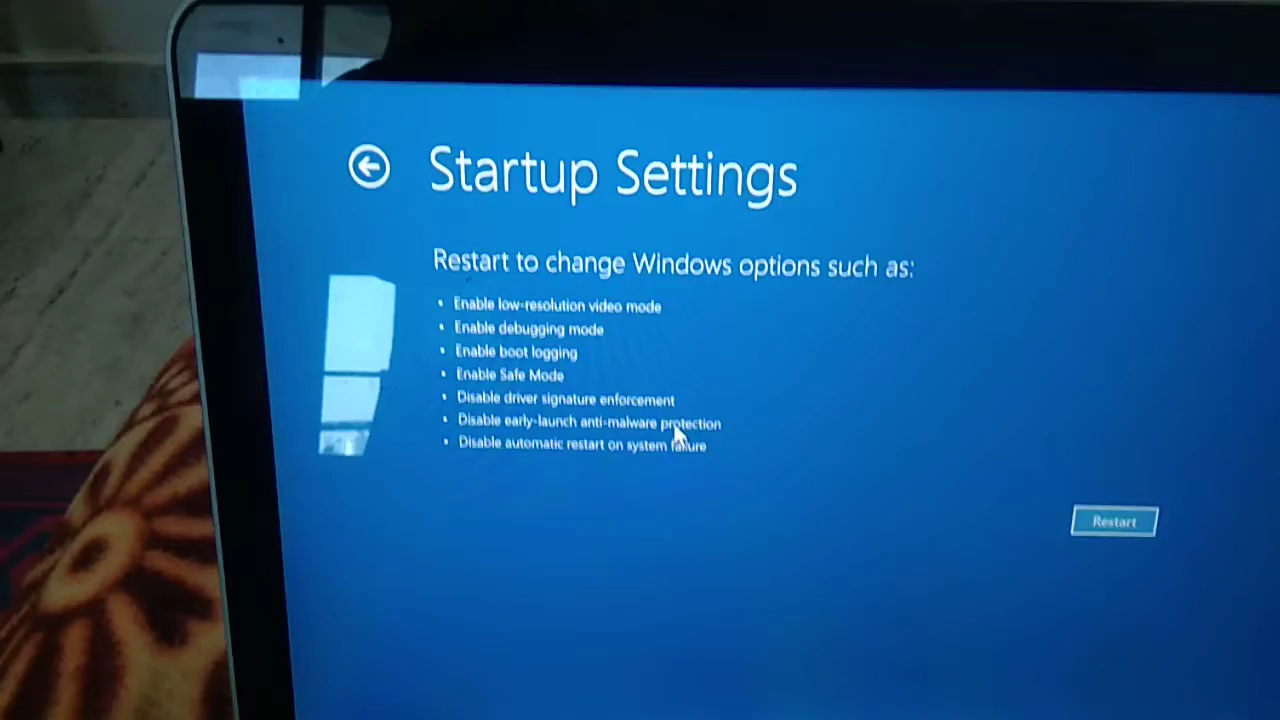 Startup Settings
Restart to change Windows options such as:
• Enable low-resolution video mode
• Enable debugging mode
• Enable boot logging
• Enable Safe Mode
• Disable driver signature enforcement
• Disable early-launch anti-malware protection
• Disable automatic restart on system failure
Restart